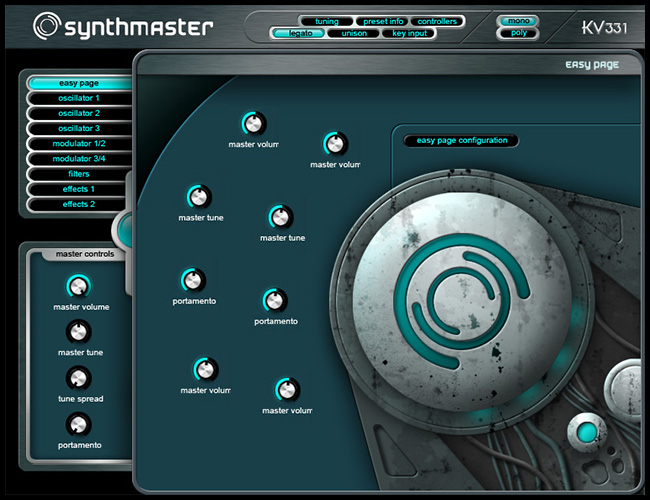 synthmaster
tuning preset info controllers
legato unison key input
mono
poly
KV331
EASY PAGE
easy page
oscillator 1
oscillator 2
oscillator 3
modulator 1/2
modulator 3/4
filters
effects 1
effects 2
master controls
master volume
master tune
tune spread
portamento
easy page configuration
master volum
master volum
master tune
master tune
portamento
portamento
master volum
master volum